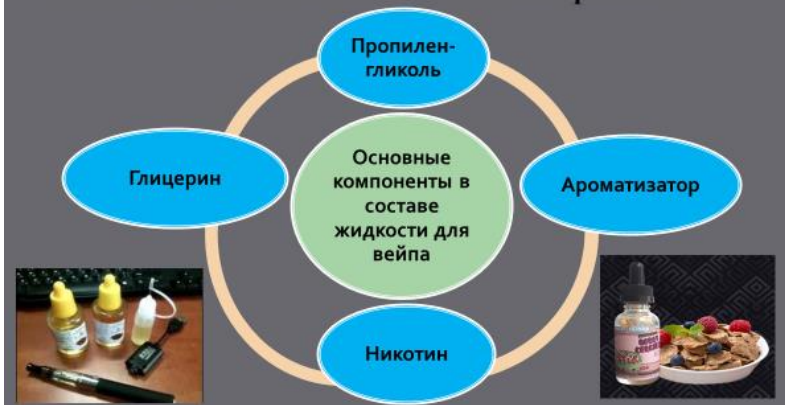 Пропилен-
гликоль
Глицерин
Основные
компоненты в
составе
жидкости для
вейпа
Ароматизатор
Никотин